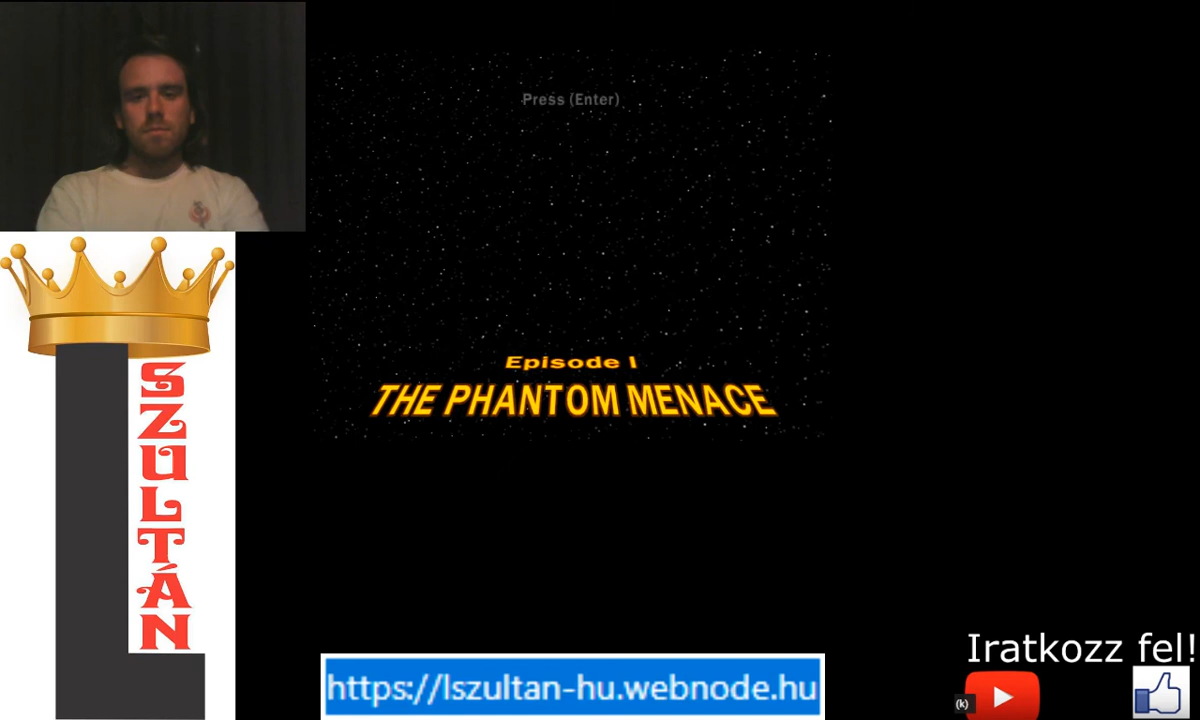 Press (Enter)
Episode I
THE PHANTOM MENACE
L
SZULTÁN
https://lszultan-hu.webnode.hu
Iratkozz fel!
(k)